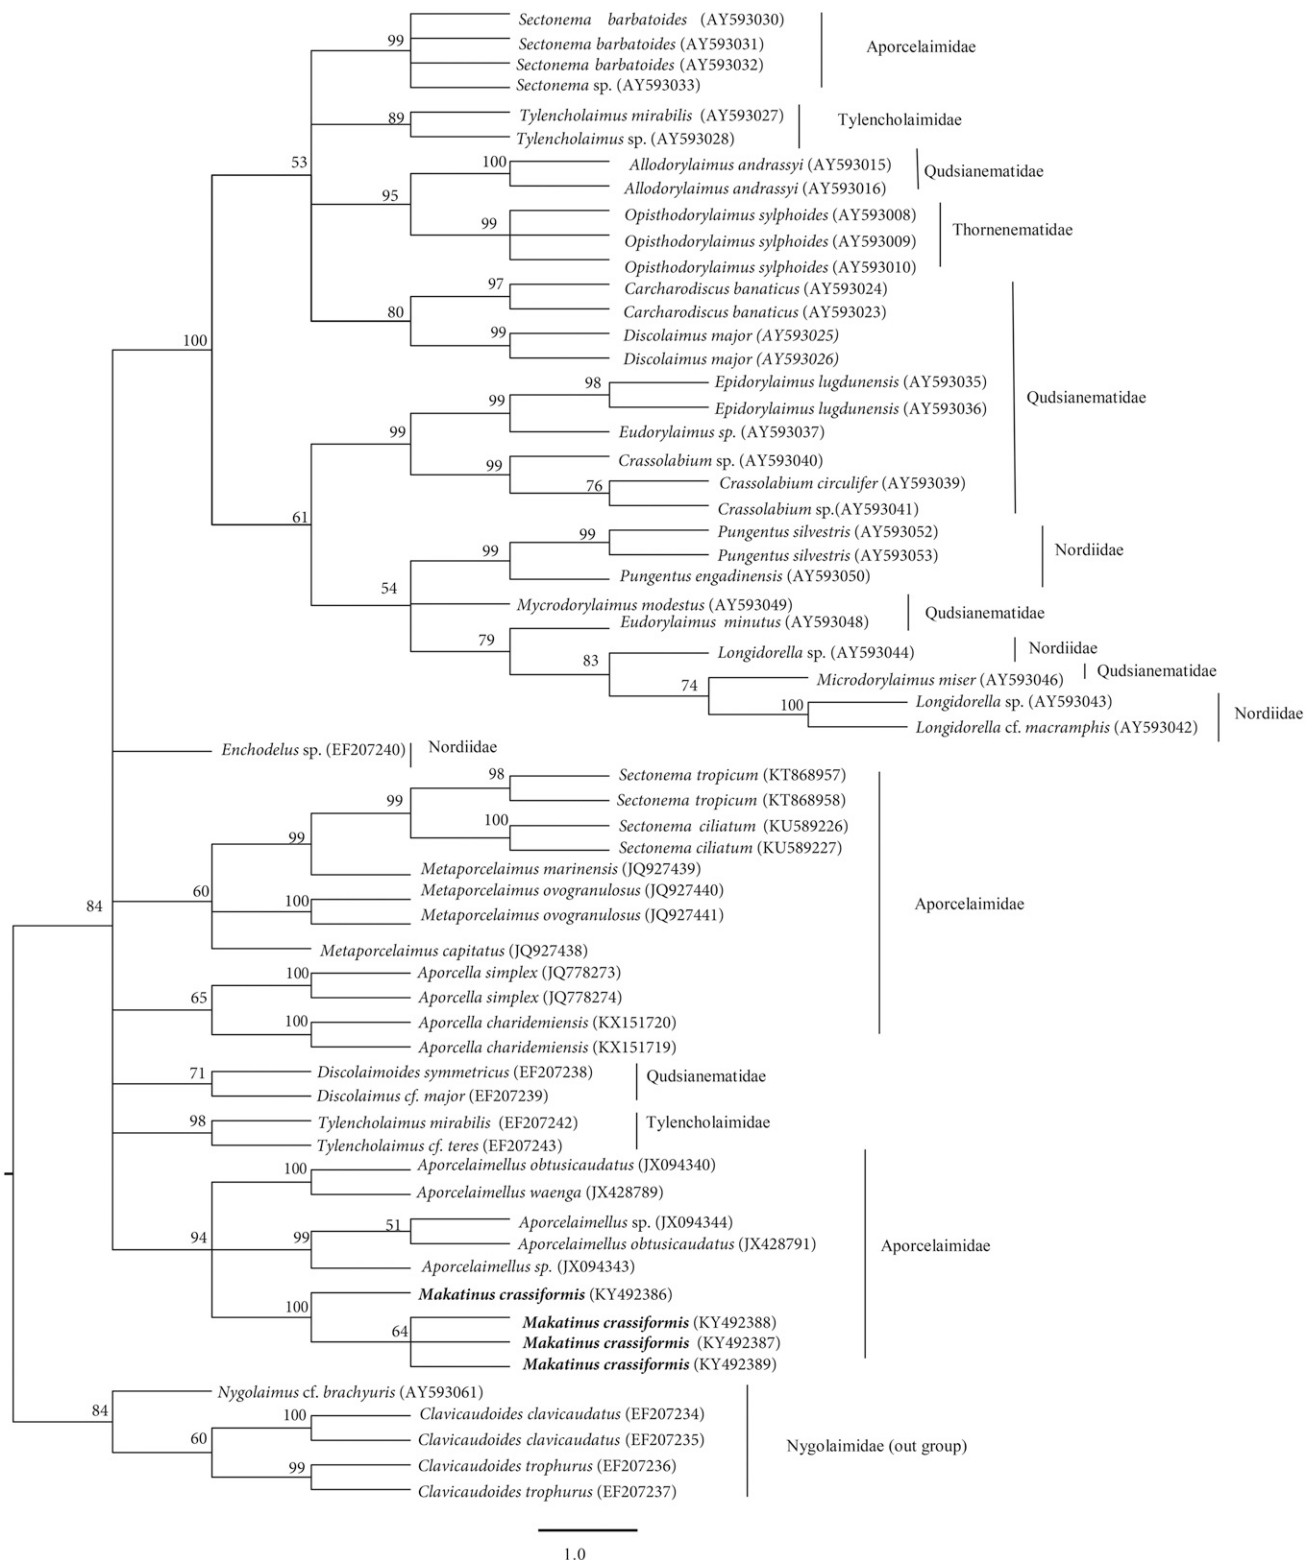 Sectonema barbatoides (AY593030)
99
Sectonema barbatoides (AY593031)
Aporcelaimidae
Sectonema barbatoides (AY593032)
Sectonema sp. (AY593033)
89
Tylencholaimus mirabilis (AY593027)
Tylencholaimidae
Tylencholaimus sp. (AY593028)
53
100
Allodorylaimus andrassyi (AY593015)
Qudsianematidae
95
Allodorylaimus andrassyi (AY593016)
Opisthodorylaimus sylphoides (AY593008)
99
Opisthodorylaimus sylphoides (AY593009)
Thornenematidae
Opisthodorylaimus sylphoides (AY593010)
97
Carcharodiscus banaticus (AY593024)
80
Carcharodiscus banaticus (AY593023)
99
Discolaimus major (AY593025)
100
Discolaimus major (AY593026)
98
Epidorylaimus lugdunensis (AY593035)
99
Qudsianematidae
Epidorylaimus lugdunensis (AY593036)
99
Eudorylaimus sp. (AY593037)
99
Crassolabium sp. (AY593040)
76
Crassolabium circulifer (AY593039)
61
Crassolabium sp.(AY593041)
99
Pungentus silvestris (AY593052)
99
Pungentus silvestris (AY593053)
Nordiidae
Pungentus engadinensis (AY593050)
54
Mycrodorylaimus modestus (AY593049)
Qudsianematidae
79
Eudorylaimus minutus (AY593048)
83
Longidorella sp. (AY593044)
Nordiidae
74
Microdorylaimus miser (AY593046)
Qudsianematidae
100
Longidorella sp. (AY593043)
Nordiidae
Longidorella cf. macramphis (AY593042)
Enchodelus sp. (EF207240)
Nordiidae
98
Sectonema tropicum (KT868957)
99
Sectonema tropicum (KT868958)
100
Sectonema ciliatum (KU589226)
99
Sectonema ciliatum (KU589227)
Metaporcelaimus marinensis (JQ927439)
60
100
Metaporcelaimus ovogranulosus (JQ927440)
84
Metaporcelaimus ovogranulosus (JQ927441)
Aporcelaimidae
Metaporcelaimus capitatus (JQ927438)
100
Aporcella simplex (JQ778273)
65
Aporcella simplex (JQ778274)
100
Aporcella charidemiensis (KX151720)
Aporcella charidemiensis (KX151719)
71
Discolaimoides symmetricus (EF207238)
Qudsianematidae
Discolaimus cf. major (EF207239)
98
Tylencholaimus mirabilis (EF207242)
Tylencholaimidae
Tylencholaimus cf. teres (EF207243)
100
Aporcelaimellus obtusicaudatus (JX094340)
Aporcelaimellus waenga (JX428789)
51
Aporcelaimellus sp. (JX094344)
94
99
Aporcelaimellus obtusicaudatus (JX428791)
Aporcelaimidae
Aporcelaimellus sp. (JX094343)
100
Makatinus crassiformis (KY492386)
64
Makatinus crassiformis (KY492388)
Makatinus crassiformis (KY492387)
Makatinus crassiformis (KY492389)
84
Nygolaimus cf. brachyuris (AY593061)
100
Clavicaudoides clavicaudatus (EF207234)
60
Clavicaudoides clavicaudatus (EF207235)
Nygolaimidae (out group)
99
Clavicaudoides trophurus (EF207236)
Clavicaudoides trophurus (EF207237)
1.0